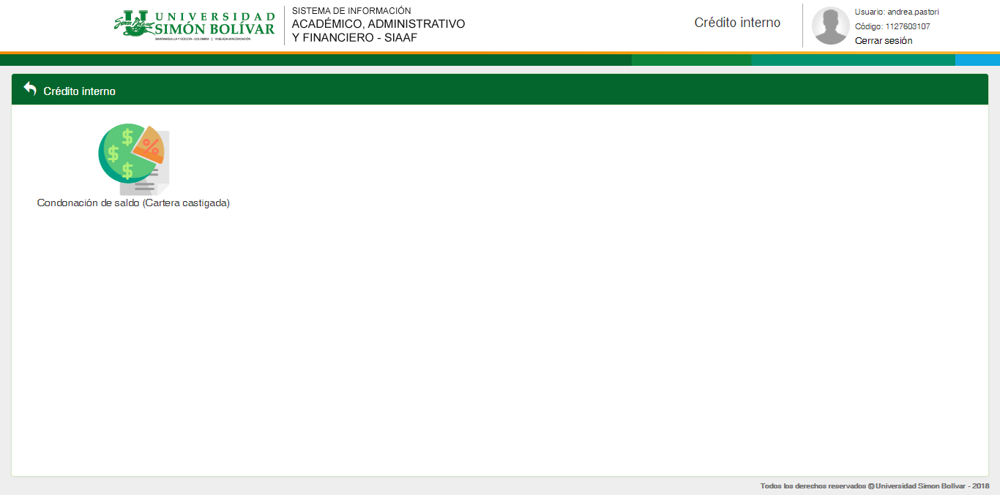 UNIVERSIDAD
SIMÓN BOLÍVAR
BARRANQUILLA Y CÚCUTA - COLOMBIA | VIGILADA MINEDUCACIÓN
SISTEMA DE INFORMACIÓN
ACADÉMICO, ADMINISTRATIVO
Y FINANCIERO - SIAAF
Crédito interno
Usuario: andrea.pastori
Código: 1127603107
Cerrar sesión
Crédito interno
$ % $ $
Condonación de saldo (Cartera castigada)
Todos los derechos reservados @ Universidad Simon Bolívar - 2018